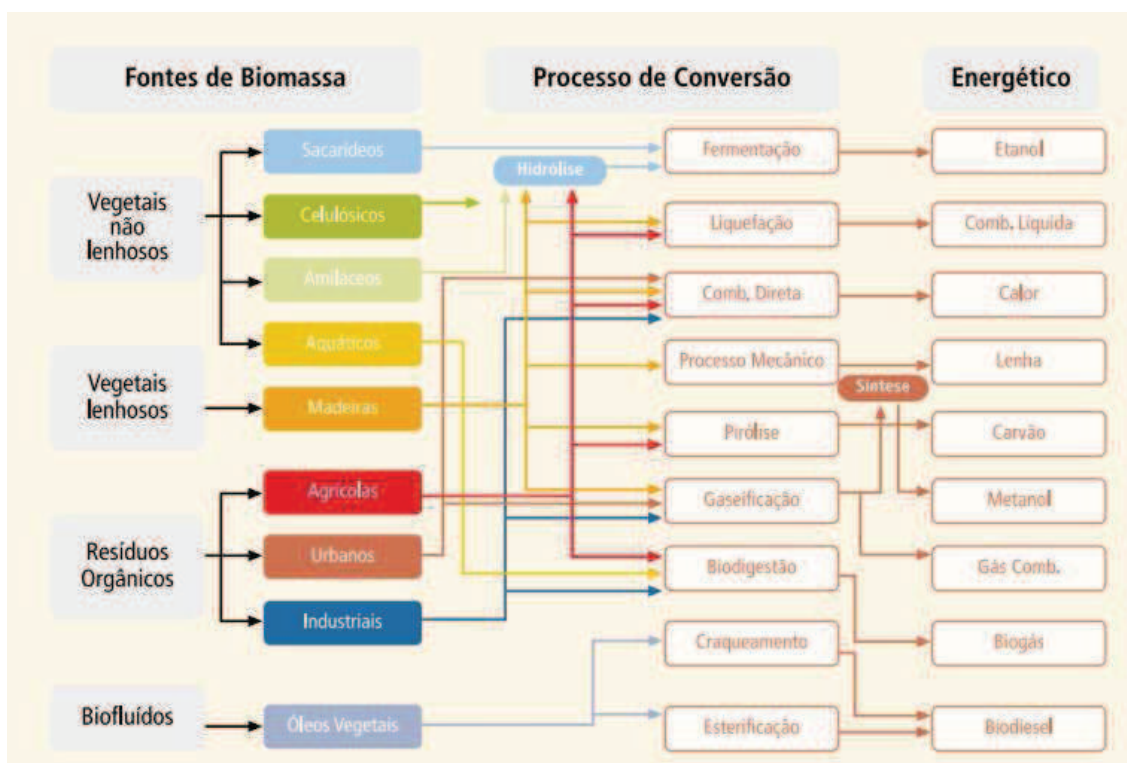 Fontes de Biomassa
Processo de Conversão
Energético
Vegetais
não
lenhosos
Vegetais
lenhosos
Resíduos
Orgânicos
Biofluídos
Sacarídeos
Celulósicos
Amiláceos
Aquáticos
Madeiras
Agrícolas
Urbanos
Industriais
Óleos Vegetais
Hidrólise
Fermentação
Liquefação
Comb. Direta
Processo Mecânico
Pirólise
Gaseificação
Biodigestão
Craqueamento
Esterificação
Síntese
Etanol
Comb. Líquida
Calor
Lenha
Carvão
Metanol
Gás Comb.
Biogás
Biodiesel